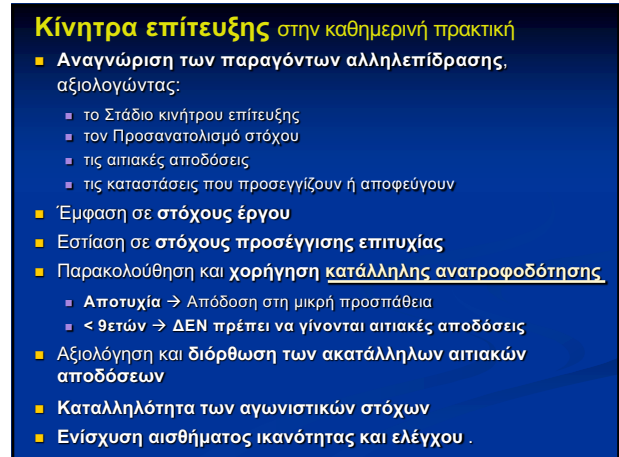 Κίνητρα επίτευξης στην καθημερινή πρακτική
Αναγνώριση των παραγόντων αλληλεπίδρασης,
αξιολογώντας:
το Στάδιο κινήτρου επίτευξης
τον Προσανατολισμό στόχου
τις αιτιακές αποδόσεις
τις καταστάσεις που προσεγγίζουν ή αποφεύγουν
Έμφαση σε στόχους έργου
Εστίαση σε στόχους προσέγγισης επιτυχίας
Παρακολούθηση και χορήγηση κατάλληλης ανατροφοδότησης
Αποτυχία → Απόδοση στη μικρή προσπάθεια
< 9ετών → ΔΕΝ πρέπει να γίνονται αιτιακές αποδόσεις
Αξιολόγηση και διόρθωση των ακατάλληλων αιτιακών
αποδόσεων
Καταλληλότητα των αγωνιστικών στόχων
Ενίσχυση αισθήματος ικανότητας και ελέγχου .